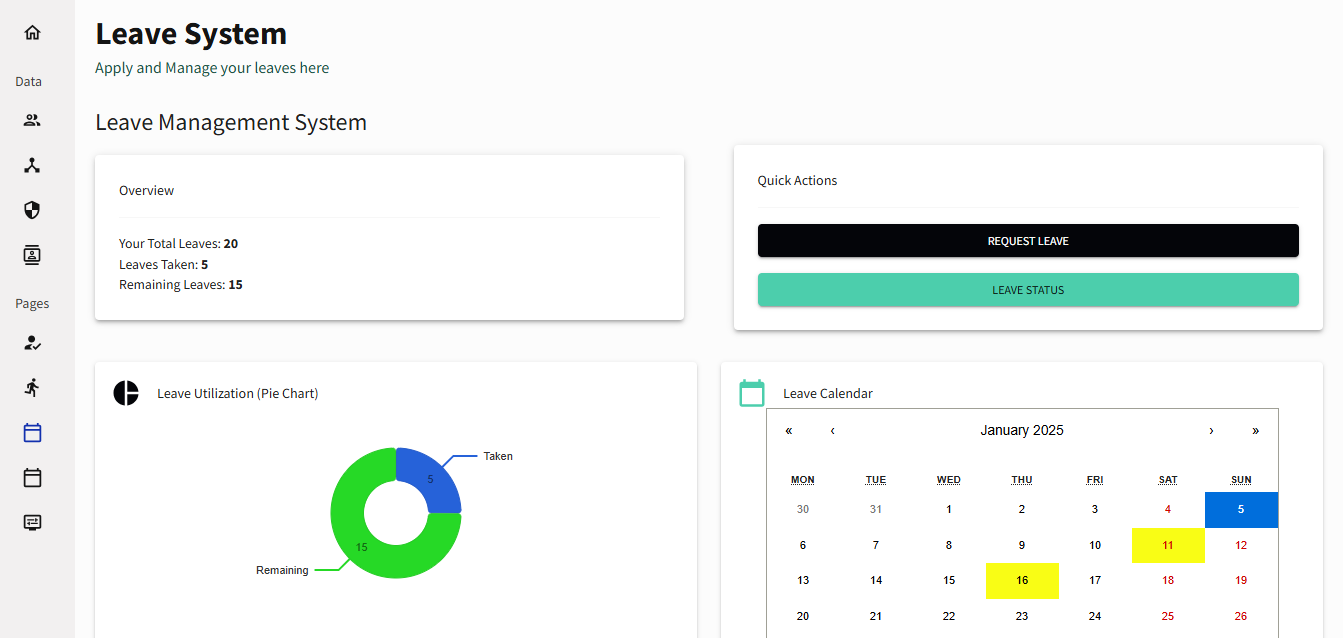 Leave System
Apply and Manage your leaves here
Data
Pages
Leave Management System
Overview
Your Total Leaves: 20
Leaves Taken: 5
Remaining Leaves: 15
Quick Actions
REQUEST LEAVE
LEAVE STATUS
Leave Utilization (Pie Chart)
Taken
5
15
Remaining
Leave Calendar
« ‹ January 2025 › »
MON TUE WED THU FRI SAT SUN
30 31 1 2 3 4 5
6 7 8 9 10 11 12
13 14 15 16 17 18 19
20 21 22 23 24 25 26